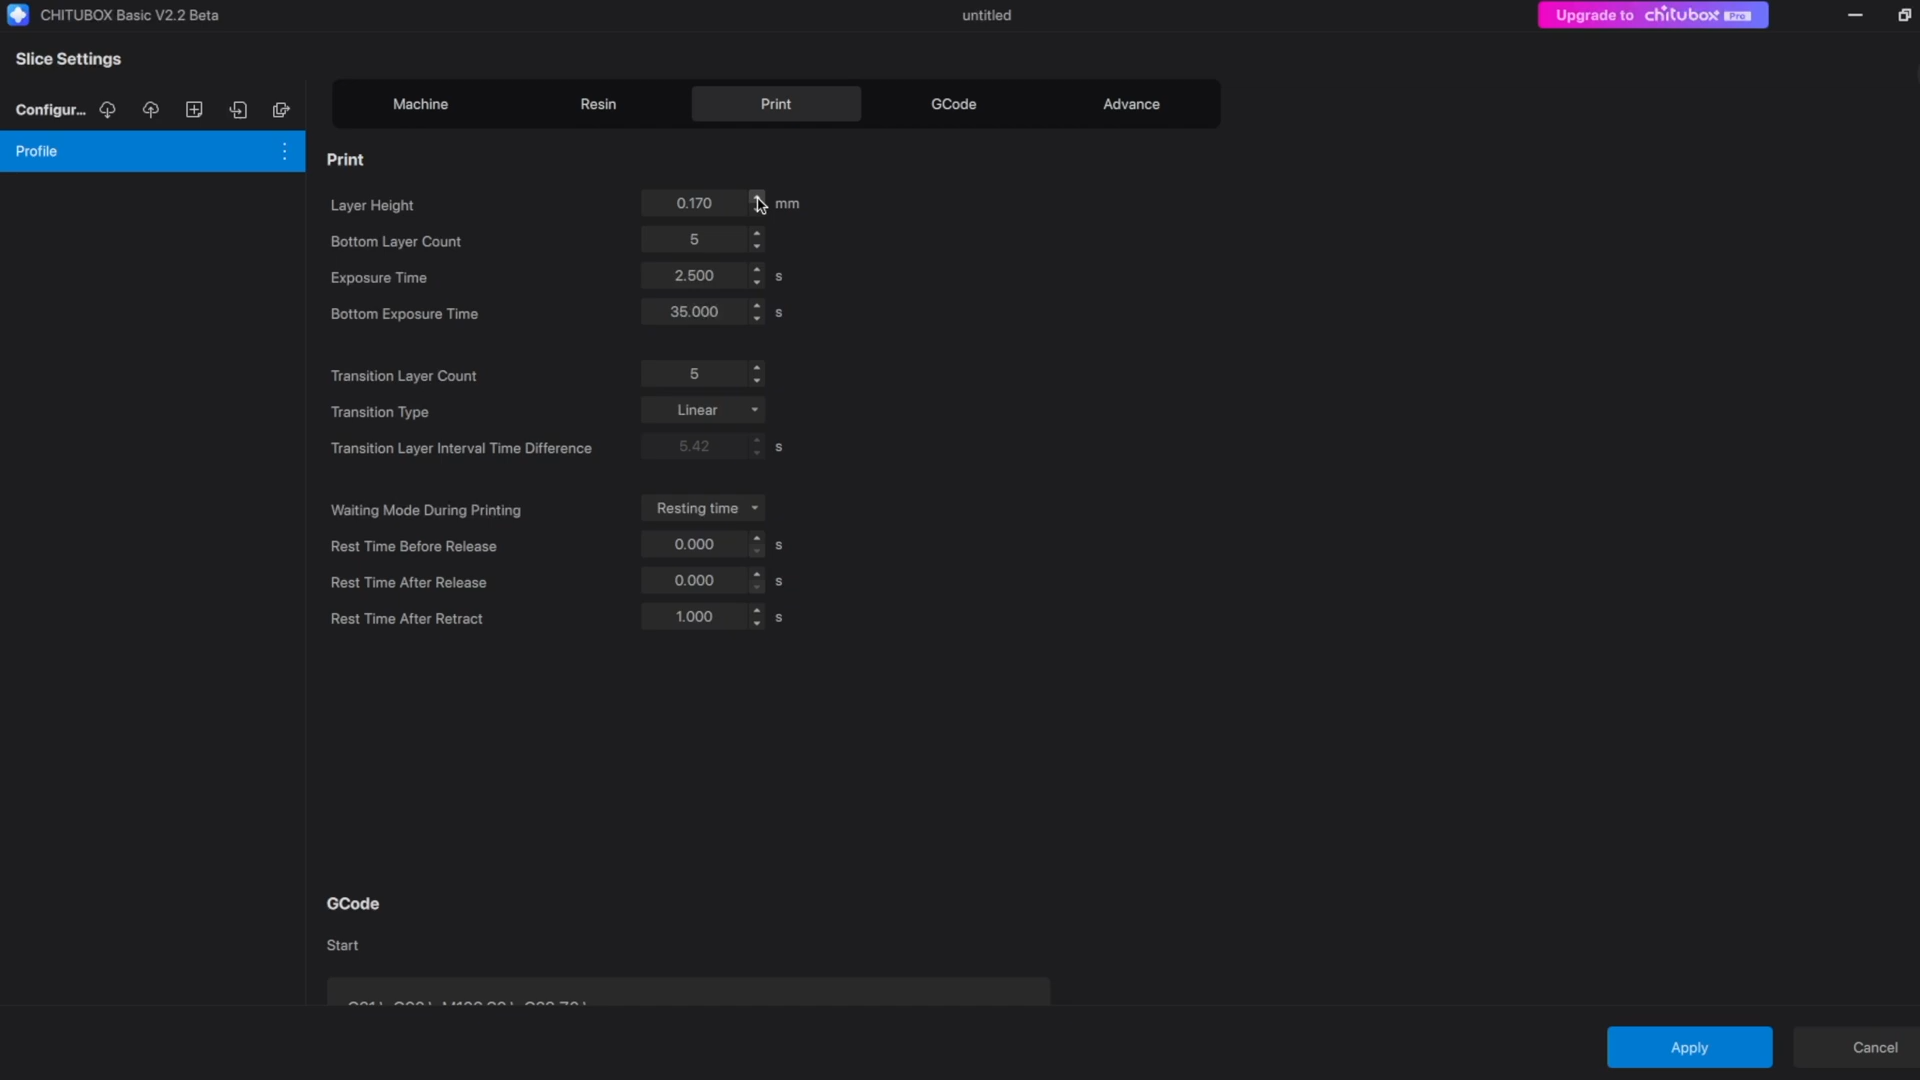 CHITUBOX Basic V2.2 Beta
untitled
Upgrade to chitubox Pro
Slice Settings
Configur...
Machine
Resin
Print
GCode
Advance
Profile
Print
Layer Height 0.170 mm
Bottom Layer Count 5
Exposure Time 2.500 s
Bottom Exposure Time 35.000 s
Transition Layer Count 5
Transition Type Linear
Transition Layer Interval Time Difference 5.42 s
Waiting Mode During Printing Resting time
Rest Time Before Release 0.000 s
Rest Time After Release 0.000 s
Rest Time After Retract 1.000 s
GCode
Start
Apply
Cancel